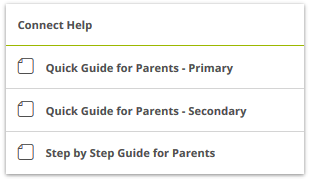 Connect Help
Quick Guide for Parents - Primary
Quick Guide for Parents - Secondary
Step by Step Guide for Parents